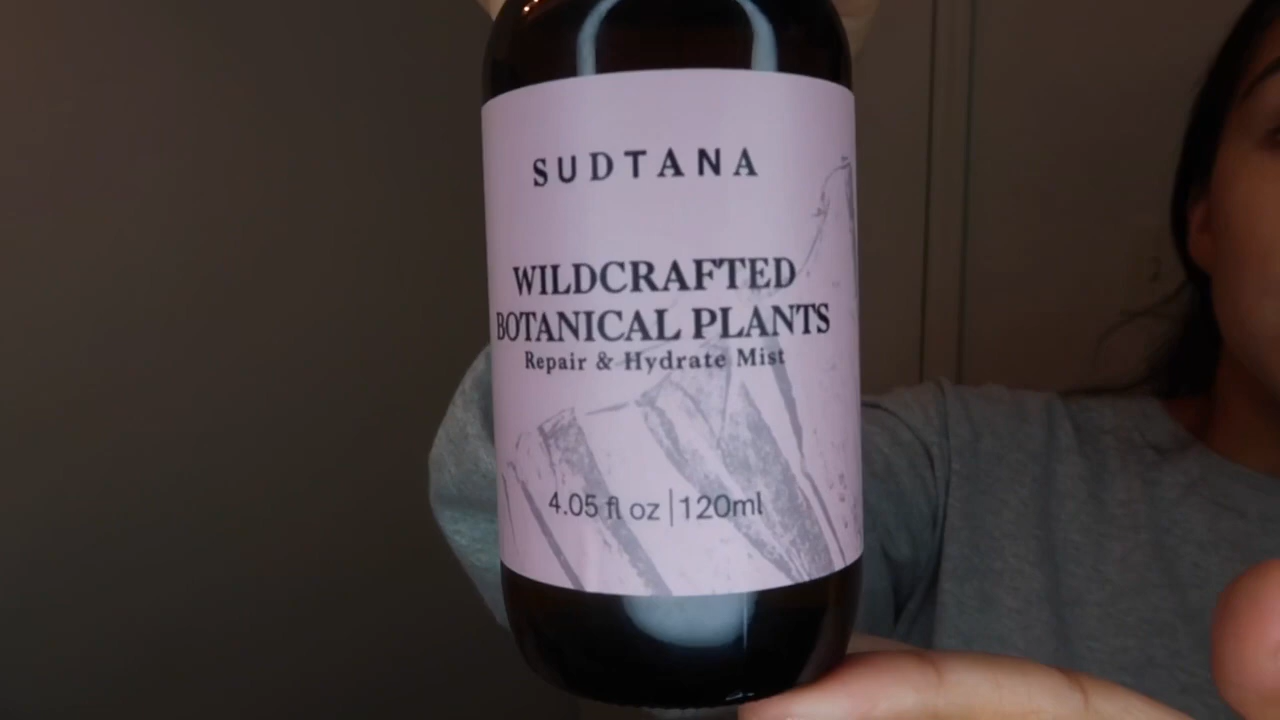 SUDTANA
WILDCRAFTED
BOTANICAL PLANTS
Repair & Hydrate Mist
4.05 fl oz | 120ml